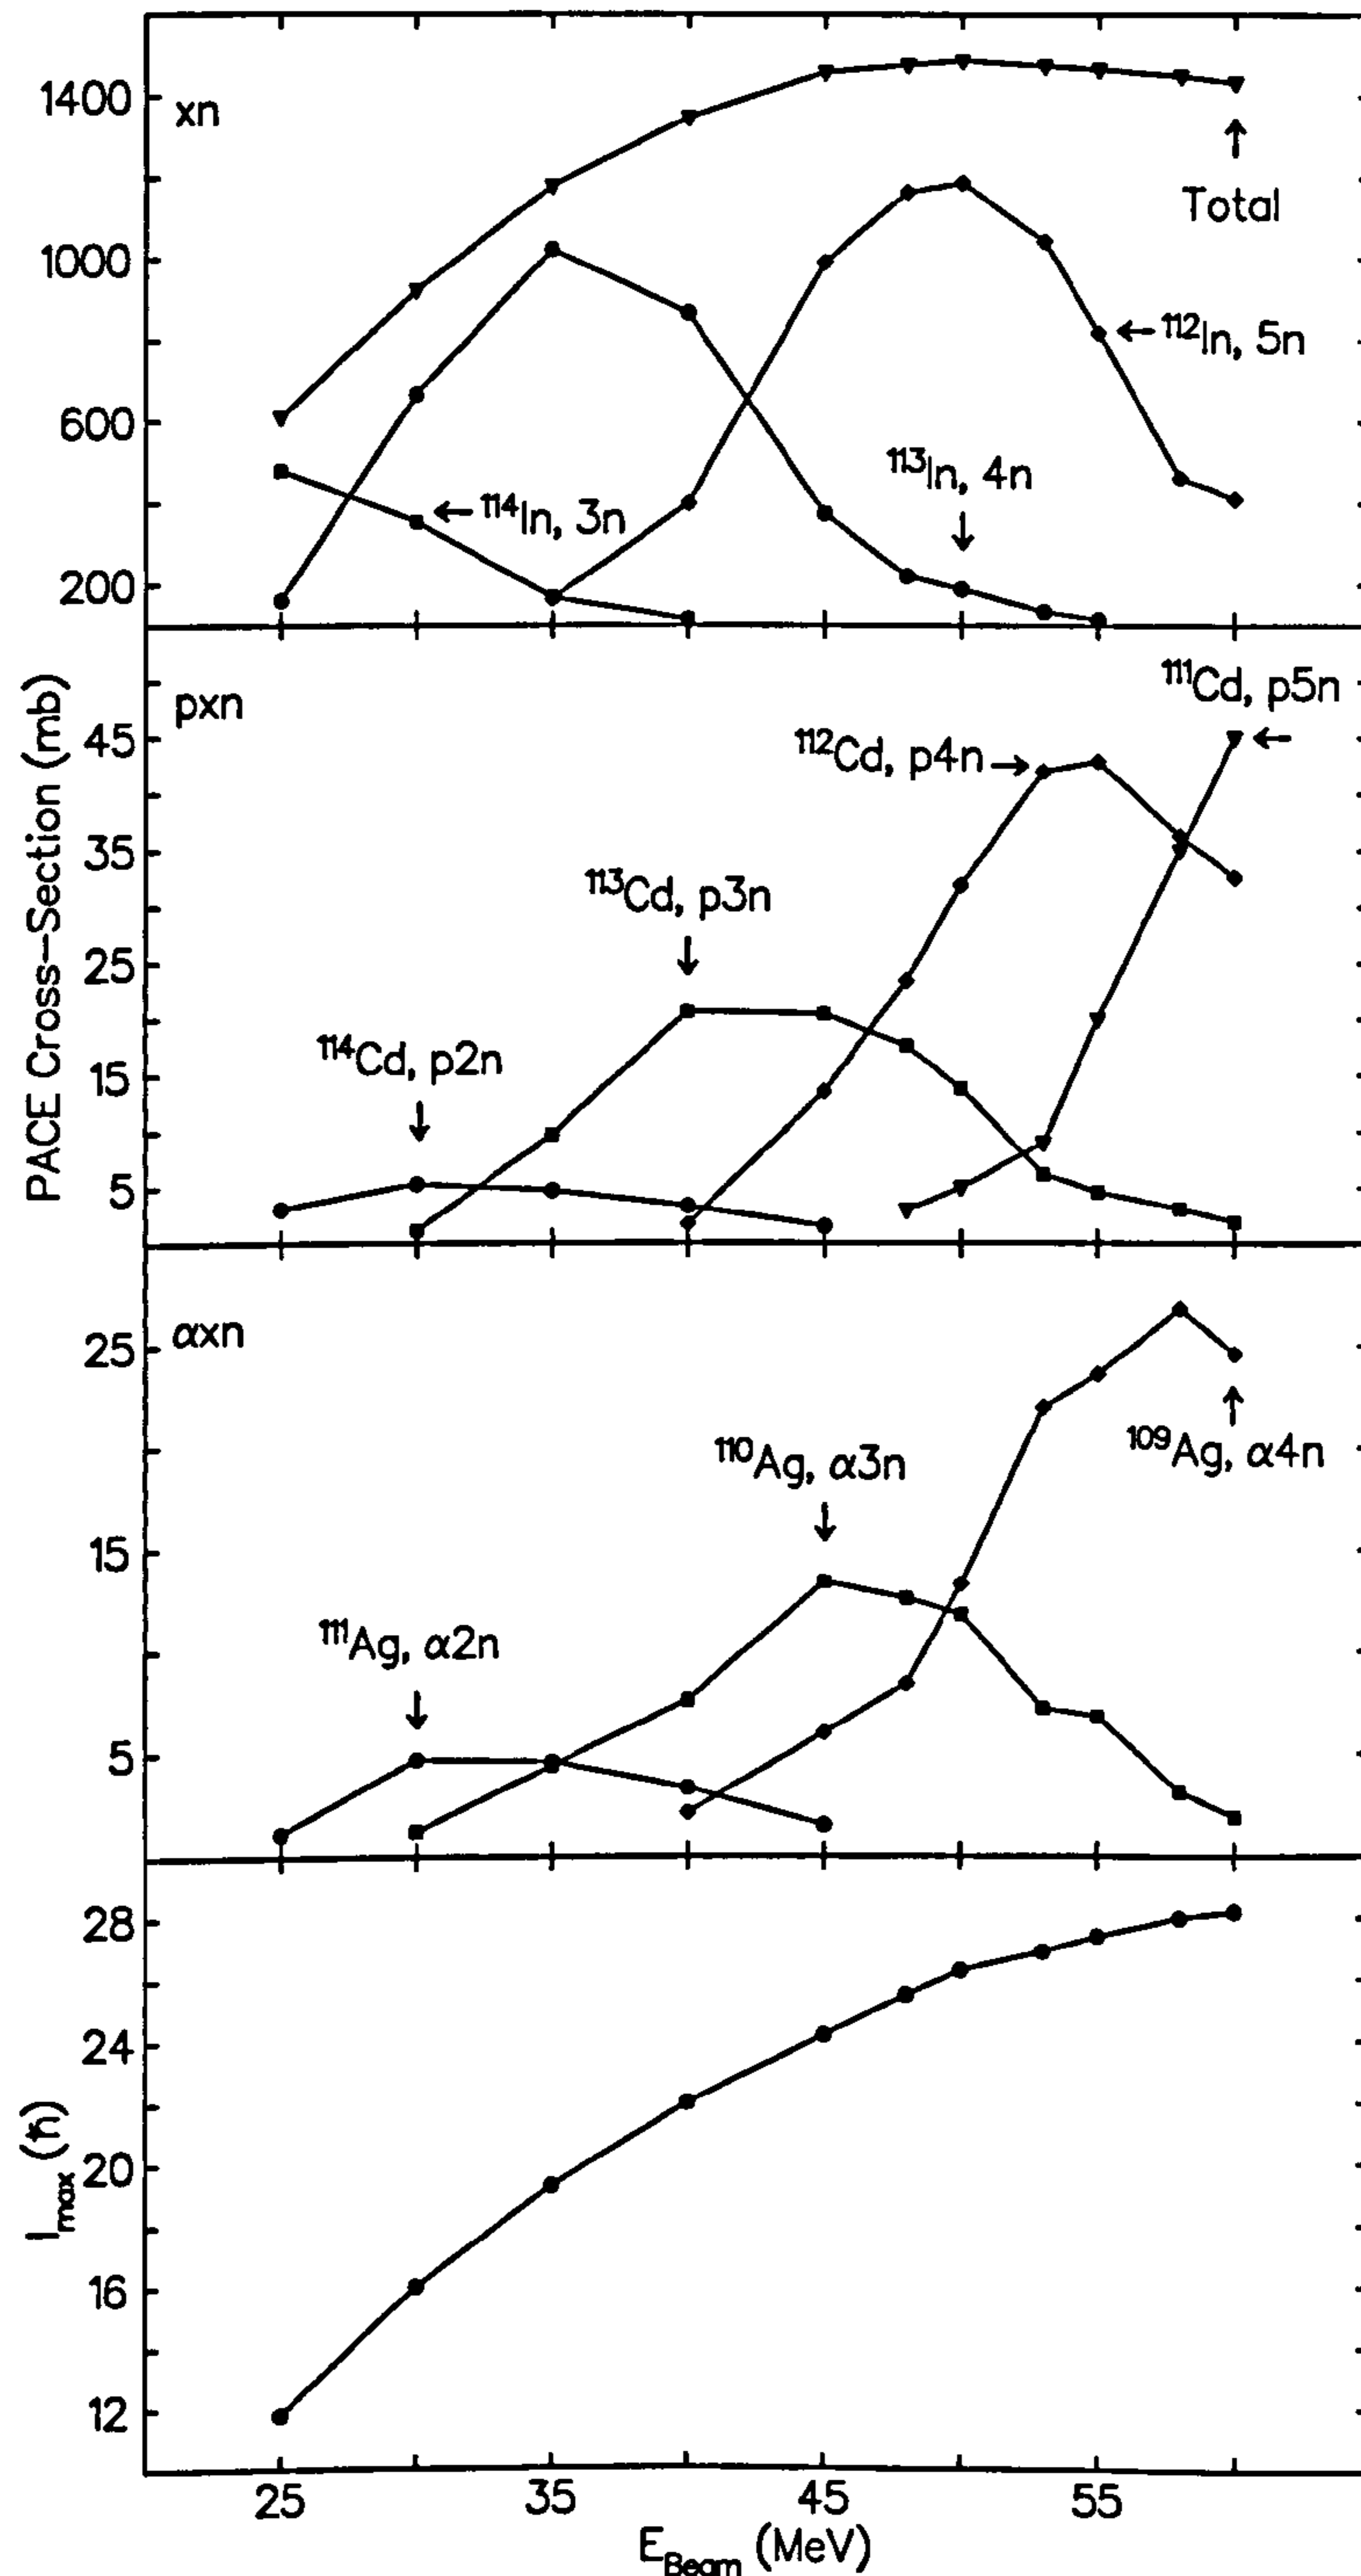 xn
1400
1000
600
200
Total
¹¹²In, 5n
¹¹³In, 4n
¹¹⁴In, 3n
PACE Cross-Section (mb)
pxn
45
35
25
15
5
¹¹¹Cd, p5n
¹¹²Cd, p4n
¹¹³Cd, p3n
¹¹⁴Cd, p2n
αxn
25
15
5
¹⁰⁹Ag, α4n
¹¹⁰Ag, α3n
¹¹¹Ag, α2n
I_max (ħ)
28
24
20
16
12
25 35 45 55
E_Beam (MeV)